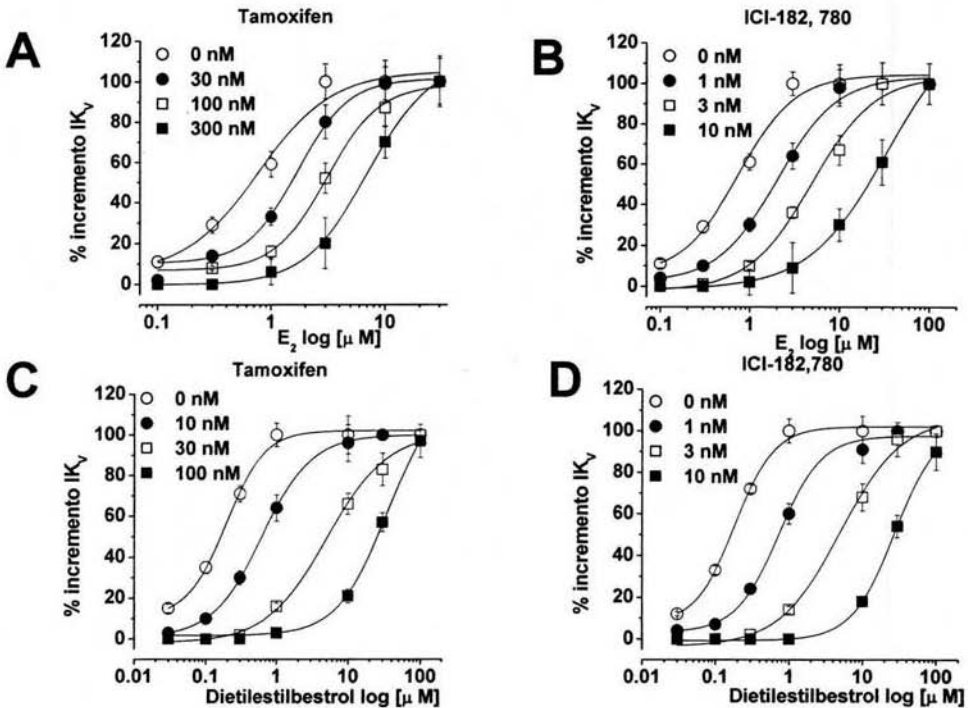 Tamoxifen
A
0 nM
30 nM
100 nM
300 nM
% incremento IKV
120
100
80
60
40
20
0
0.1
1
10
E2 log [μ M]
ICI-182, 780
B
0 nM
1 nM
3 nM
10 nM
% incremento IKV
120
100
80
60
40
20
0
0.1
1
10
100
E2 log [μ M]
Tamoxifen
C
0 nM
10 nM
30 nM
100 nM
% incremento IKV
120
100
80
60
40
20
0
0.01
0.1
1
10
100
Dietilestilbestrol log [μ M]
ICI-182,780
D
0 nM
1 nM
3 nM
10 nM
% incremento IKV
120
100
80
60
40
20
0
0.01
0.1
1
10
100
Dietilestilbestrol log [μ M]